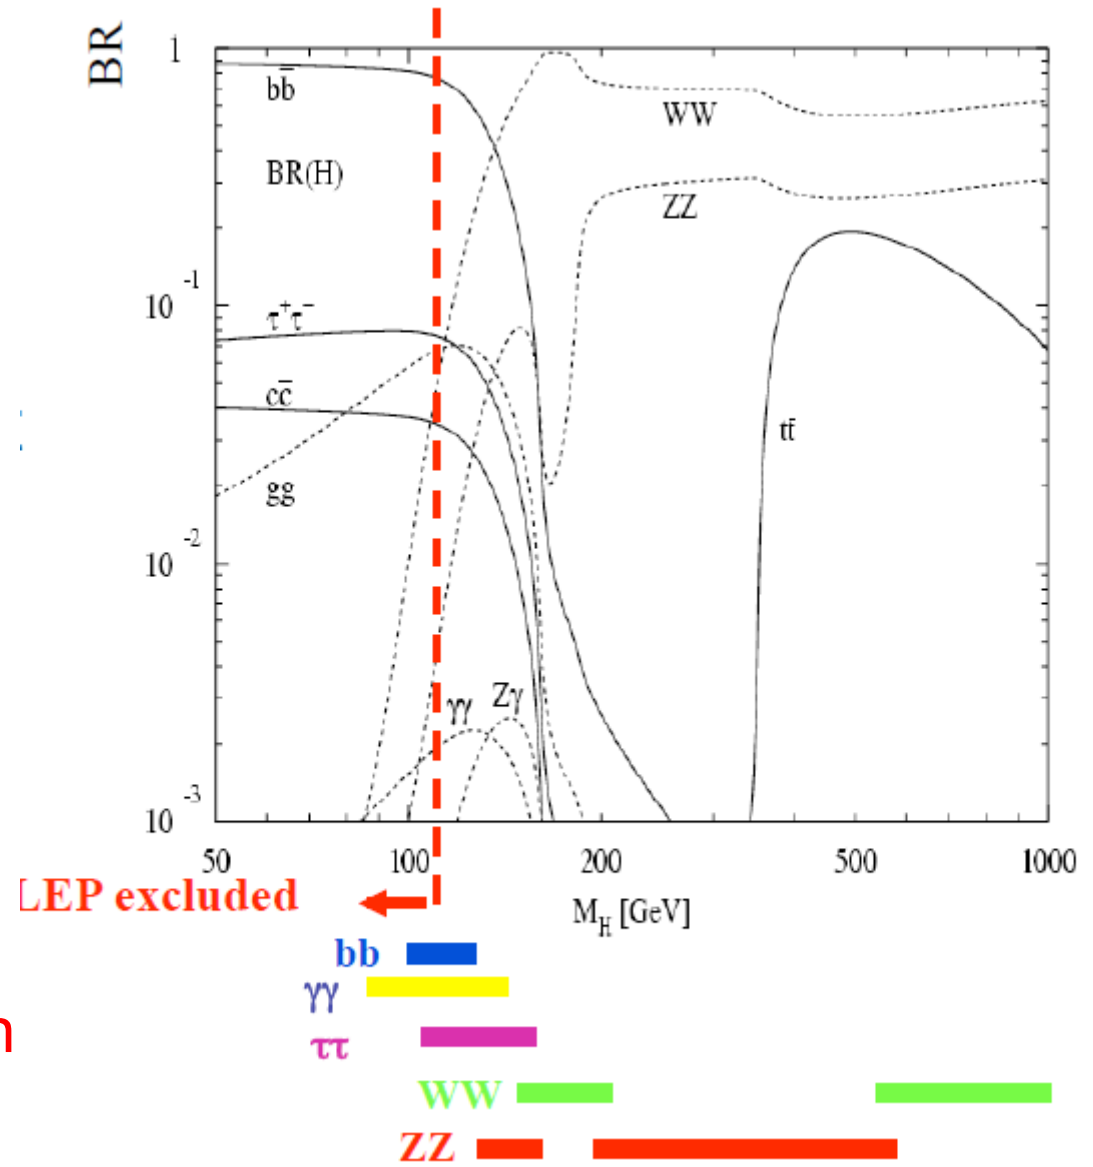 BR
1
bb̄
WW
BR(H)
ZZ
10⁻¹
τ⁺τ⁻
cc̄
tt̄
gg
10⁻²
γγ Zγ
10⁻³
50 100 200 500 1000
LEP excluded
M_H [GeV]
bb
γγ
n
ττ
WW
ZZ